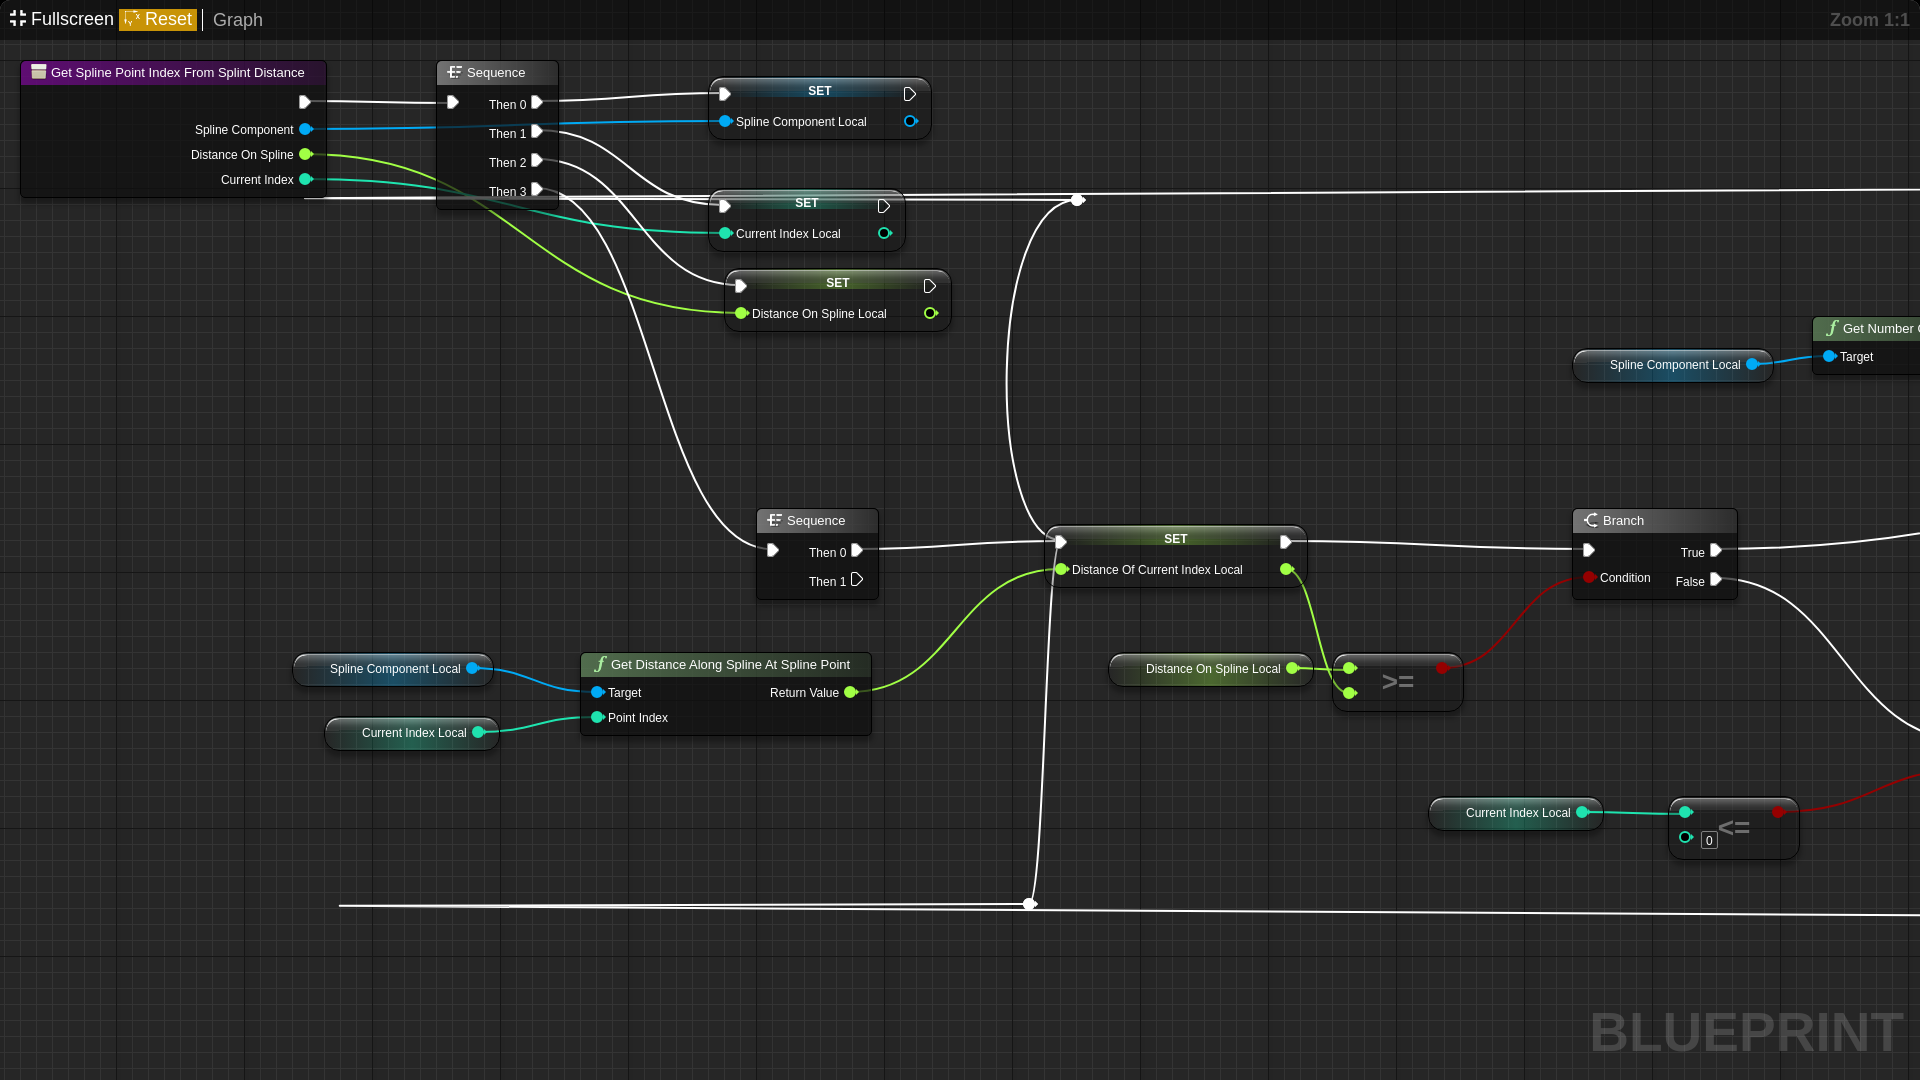 Fullscreen Reset Graph Zoom 1:1
Get Spline Point Index From Splint Distance
Spline Component
Distance On Spline
Current Index
Sequence
Then 0
Then 1
Then 2
Then 3
SET
Spline Component Local
SET
Current Index Local
SET
Distance On Spline Local
Spline Component Local
Get Number
Target
Sequence
Then 0
Then 1
SET
Distance Of Current Index Local
Branch
True
Condition False
Spline Component Local
Current Index Local
Get Distance Along Spline At Spline Point
Target Return Value
Point Index
Distance On Spline Local
>=
Current Index Local
0 <=
BLUEPRINT